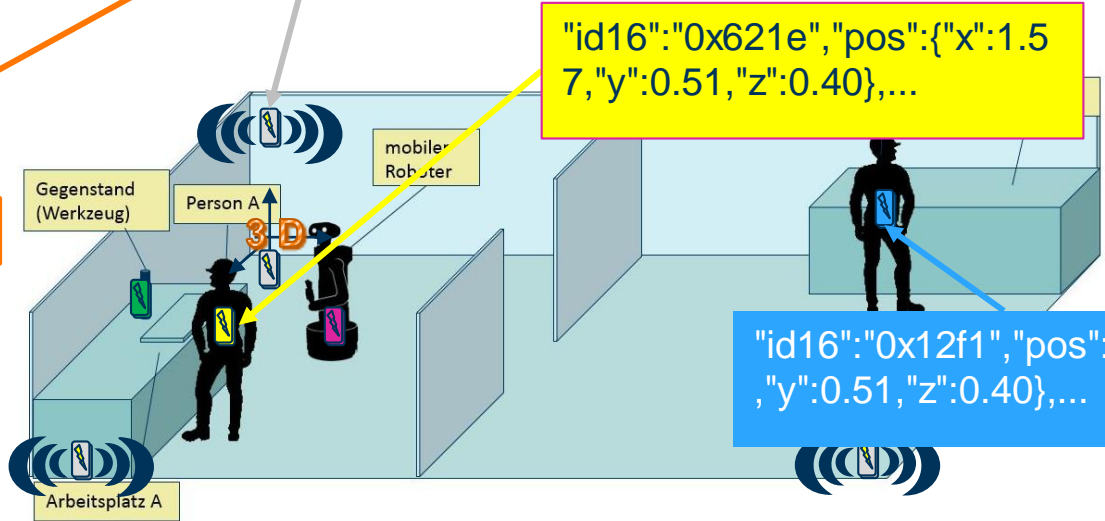 "id16":"0x621e","pos":{"x":1.5
7,"y":0.51,"z":0.40},...
mobiler
Roboter
Gegenstand
(Werkzeug)
Person A
3 D
"id16":"0x12f1","pos":
,"y":0.51,"z":0.40},...
Arbeitsplatz A